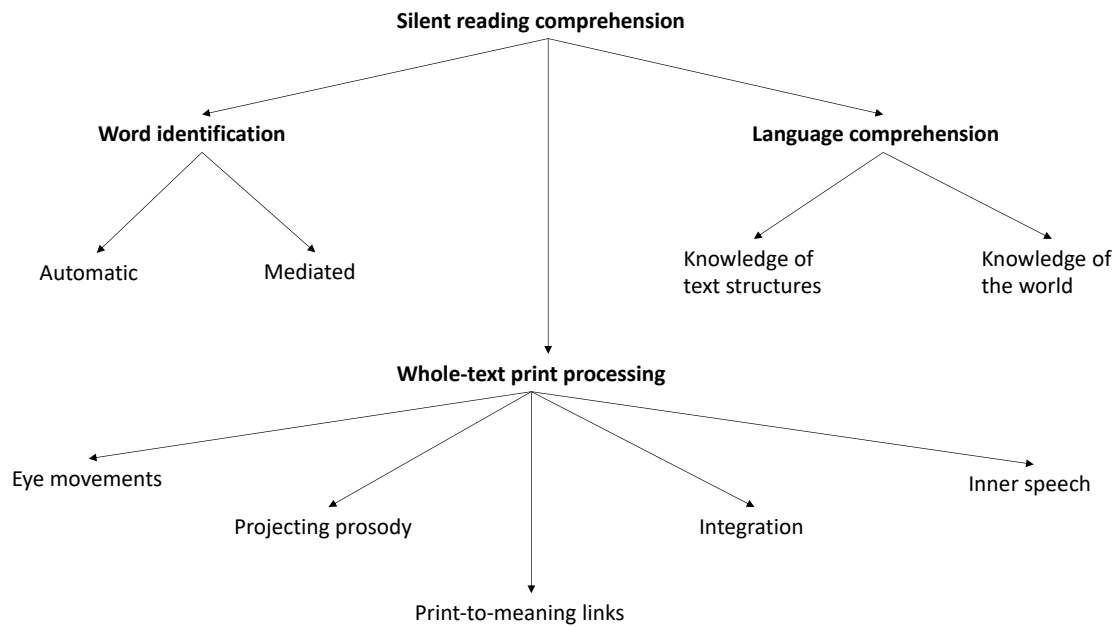 Silent reading comprehension
Word identification
Language comprehension
Automatic
Mediated
Knowledge of
text structures
Knowledge of
the world
Whole-text print processing
Eye movements
Projecting prosody
Print-to-meaning links
Integration
Inner speech